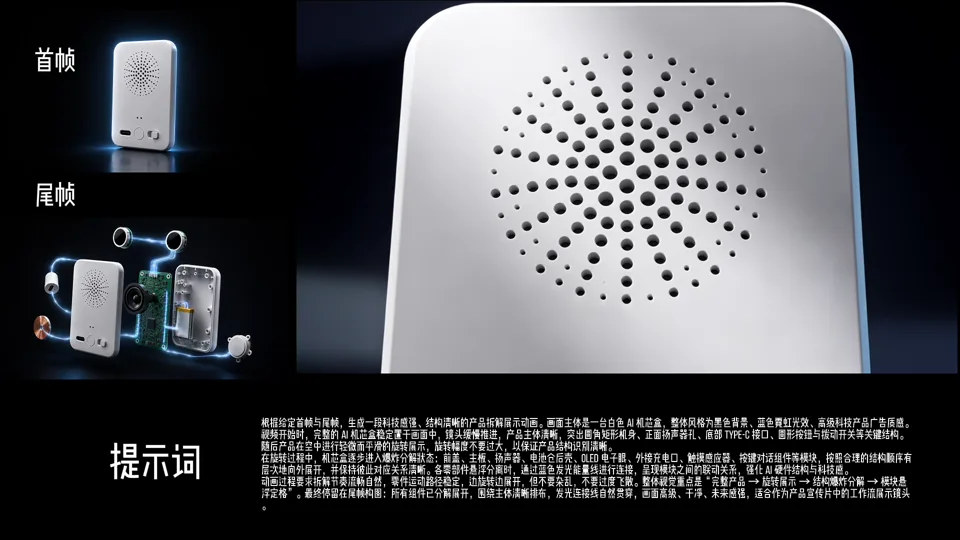 首帧
尾帧
提示词
根据给定首帧与尾帧，生成一段科技感强、结构清晰的产品拆解展示动画。画面主体是一台白色 AI 机芯盒，整体风格为黑色背景、蓝色霓虹光效、高级科技产品广告质感。
视频开始时，完整的 AI 机芯盒稳定置于画面中，镜头缓慢推进，产品主体清晰，突出圆角矩形机身、正面扬声器孔、底部 TYPE-C 接口、圆形按钮与拨动开关等关键结构。
随后产品在空中进行轻微而平滑的旋转展示，旋转幅度不要过大，以保证产品结构识别清晰。
在旋转过程中，机芯盒逐步进入爆炸分解状态：前盖、主板、扬声器、电池仓后壳、OLED 电子眼、外接充电口、触摸感应器、按键对话组件等模块，按照合理的结构顺序有
层次地向外展开，并保持彼此对应关系清晰。各零部件悬浮分离时，通过蓝色发光能量线进行连接，呈现模块之间的联动关系，强化 AI 硬件结构与科技感。
动画过程要求拆解节奏流畅自然，零件运动路径稳定，边旋转边展开，但不要杂乱，不要过度飞散。整体视觉重点是“完整产品 → 旋转展示 → 结构爆炸分解 → 模块悬
浮定格”。最终停留在尾帧构图：所有组件已分解展开，围绕主体清晰排布，发光连接线自然贯穿，画面高级、干净、未来感强，适合作为产品宣传片中的工作流展示镜头
。